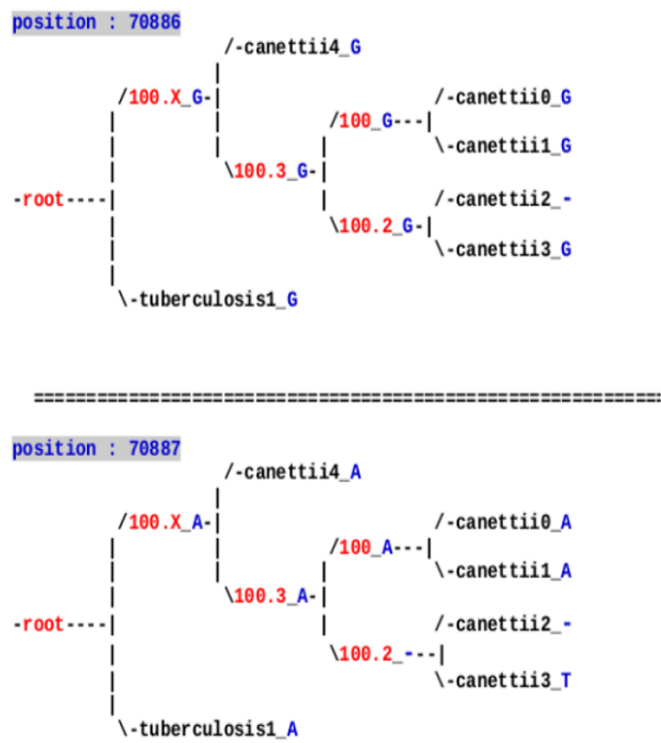 position : 70886
/-canettii4_G
|
/100.X_G-| /-canettii0_G
| | /100_G---|
| | | \-canettii1_G
| \100.3_G-|
-root----| | /-canettii2_-
| \100.2_G-|
| \-canettii3_G
|
\-tuberculosis1_G
============================================================
position : 70887
/-canettii4_A
|
/100.X_A-| /-canettii0_A
| | /100_A---|
| | | \-canettii1_A
| \100.3_A-|
-root----| | /-canettii2_-
| \100.2_---|
| \-canettii3_T
|
\-tuberculosis1_A